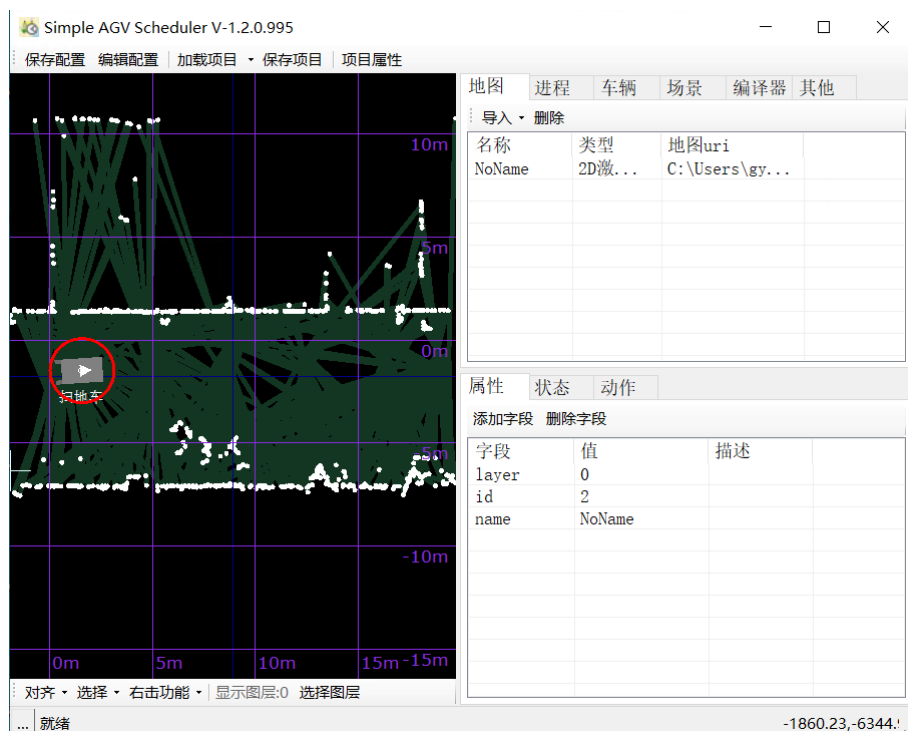 Simple AGV Scheduler V-1.2.0.995
保存配置 编辑配置 加载项目 保存项目 项目属性
地图 进程 车辆 场景 编译器 其他
导入 删除
名称 类型 地图uri
NoName 2D激... C:\Users\gy...
10m
5m
0m
扫地车
-5m
-10m
0m 5m 10m 15m -15m
属性 状态 动作
添加字段 删除字段
字段 值 描述
layer 0
id 2
name NoName
对齐 选择 右击功能 显示图层:0 选择图层
... 就绪 -1860.23,-6344.